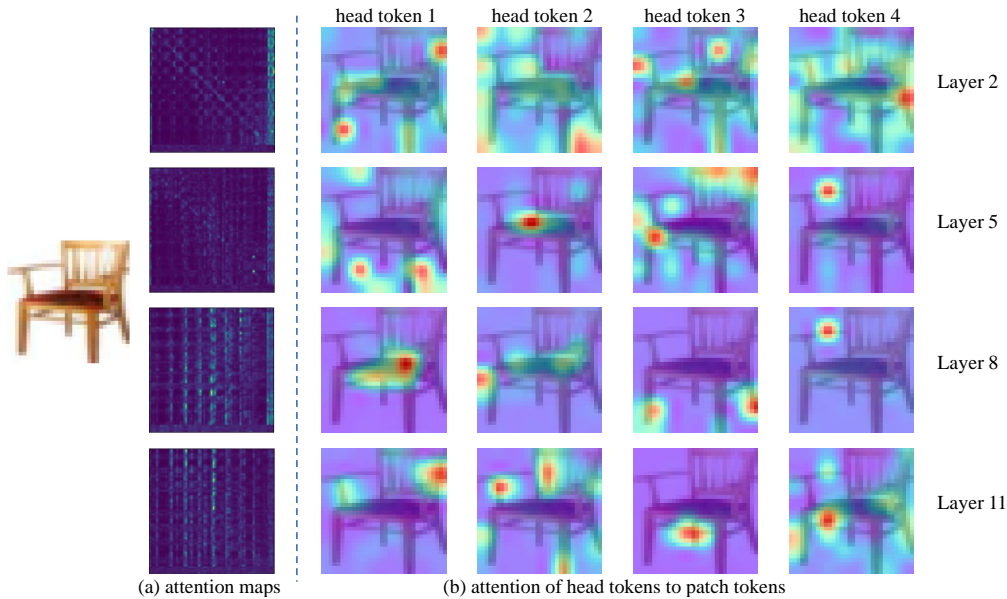 head token 1 head token 2 head token 3 head token 4
Layer 2
Layer 5
Layer 8
Layer 11
(a) attention maps (b) attention of head tokens to patch tokens